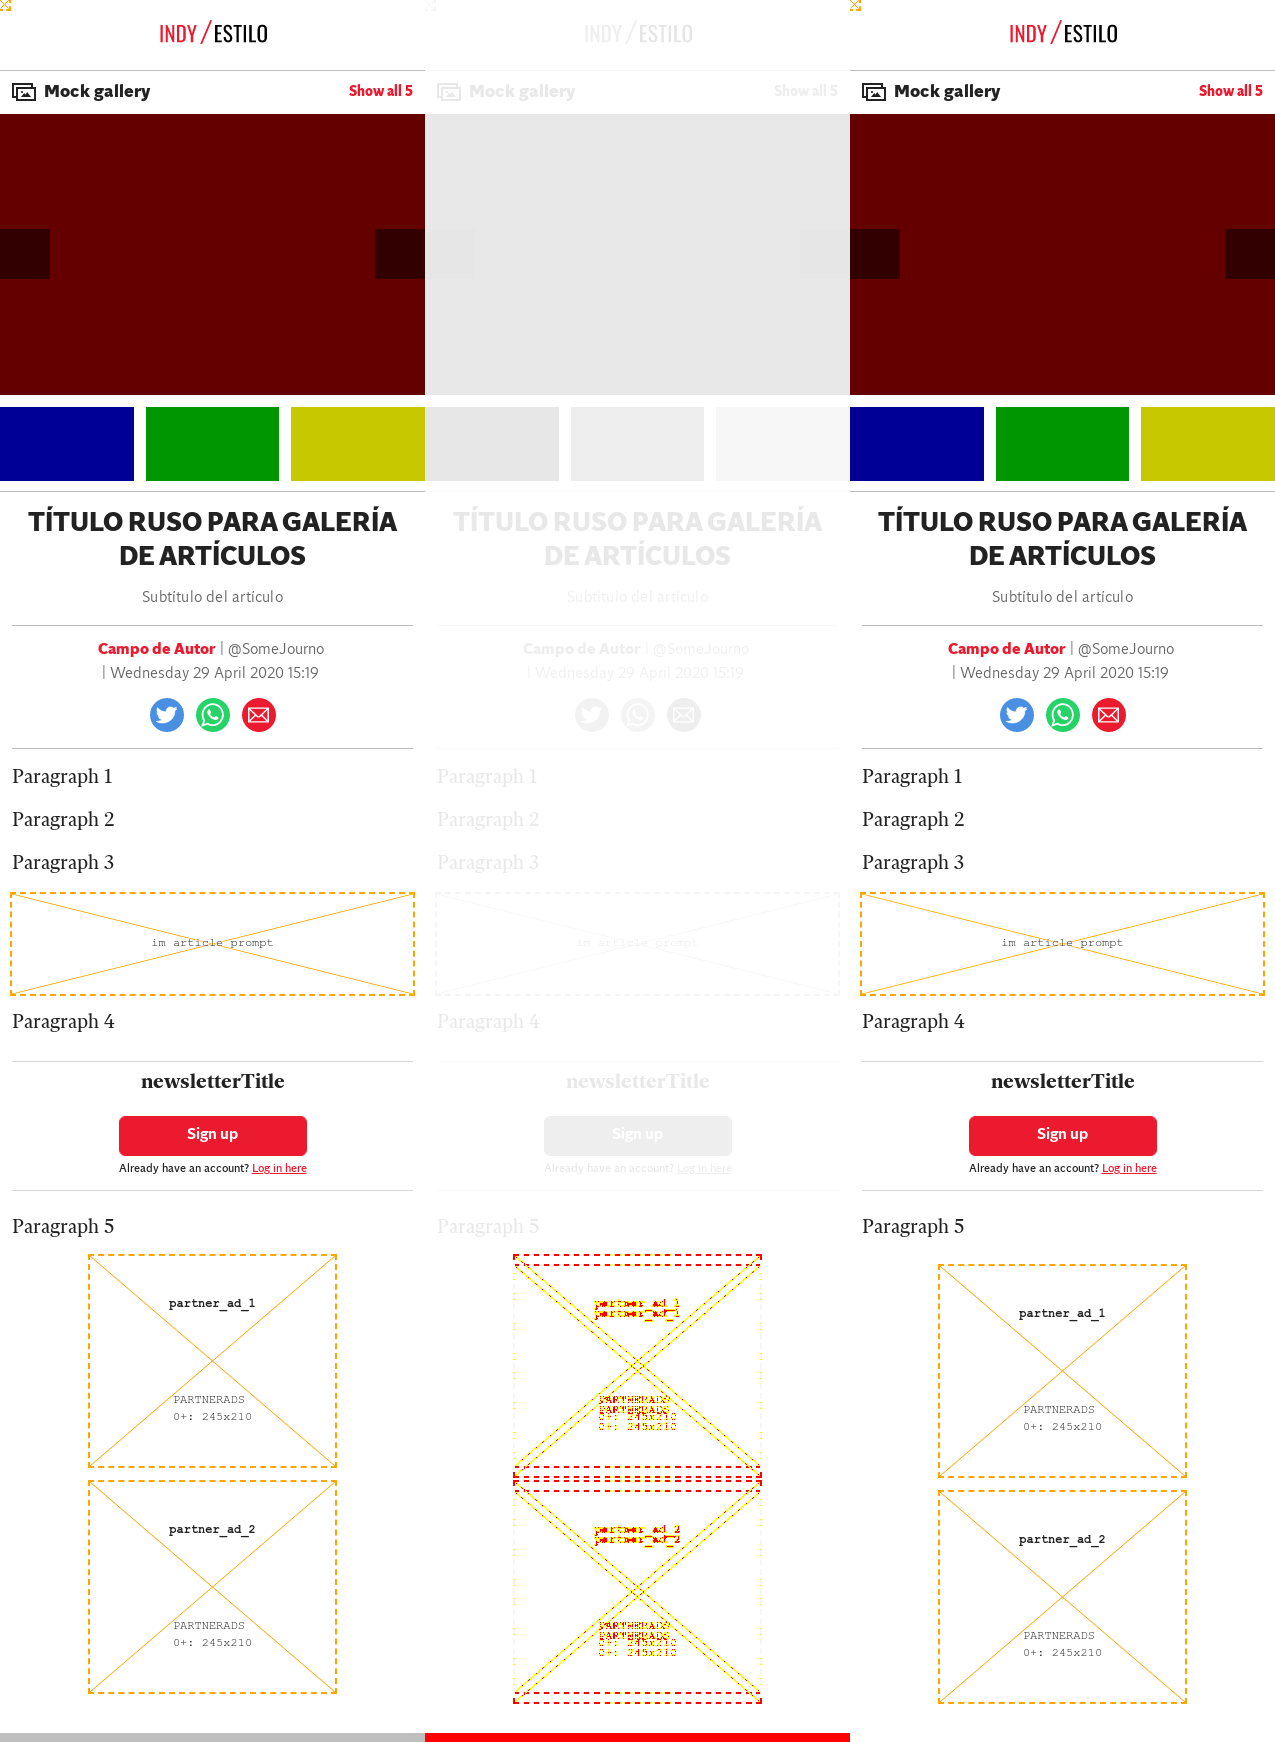 INDY/ESTILO
Mock gallery
Show all 5
TÍTULO RUSO PARA GALERÍA
DE ARTÍCULOS
Subtítulo del artículo
Campo de Autor | @SomeJourno
| Wednesday 29 April 2020 15:19
Paragraph 1
Paragraph 2
Paragraph 3
im article prompt
Paragraph 4
newsletterTitle
Sign up
Already have an account? Log in here
Paragraph 5
partner_ad_1
PARTNERADS
0+: 245x210
partner_ad_2
PARTNERADS
0+: 245x210
INDY/ESTILO
Mock gallery
Show all 5
TÍTULO RUSO PARA GALERÍA
DE ARTÍCULOS
Subtítulo del artículo
Campo de Autor | @SomeJourno
| Wednesday 29 April 2020 15:19
Paragraph 1
Paragraph 2
Paragraph 3
im article prompt
Paragraph 4
newsletterTitle
Sign up
Already have an account? Log in here
Paragraph 5
partner_ad_1
partner_ad_1
PARTNERADS
PARTNERADS
0+: 245x210
0+: 245x210
partner_ad_2
partner_ad_2
PARTNERADS
PARTNERADS
0+: 245x210
0+: 245x210
INDY/ESTILO
Mock gallery
Show all 5
TÍTULO RUSO PARA GALERÍA
DE ARTÍCULOS
Subtítulo del artículo
Campo de Autor | @SomeJourno
| Wednesday 29 April 2020 15:19
Paragraph 1
Paragraph 2
Paragraph 3
im article prompt
Paragraph 4
newsletterTitle
Sign up
Already have an account? Log in here
Paragraph 5
partner_ad_1
PARTNERADS
0+: 245x210
partner_ad_2
PARTNERADS
0+: 245x210